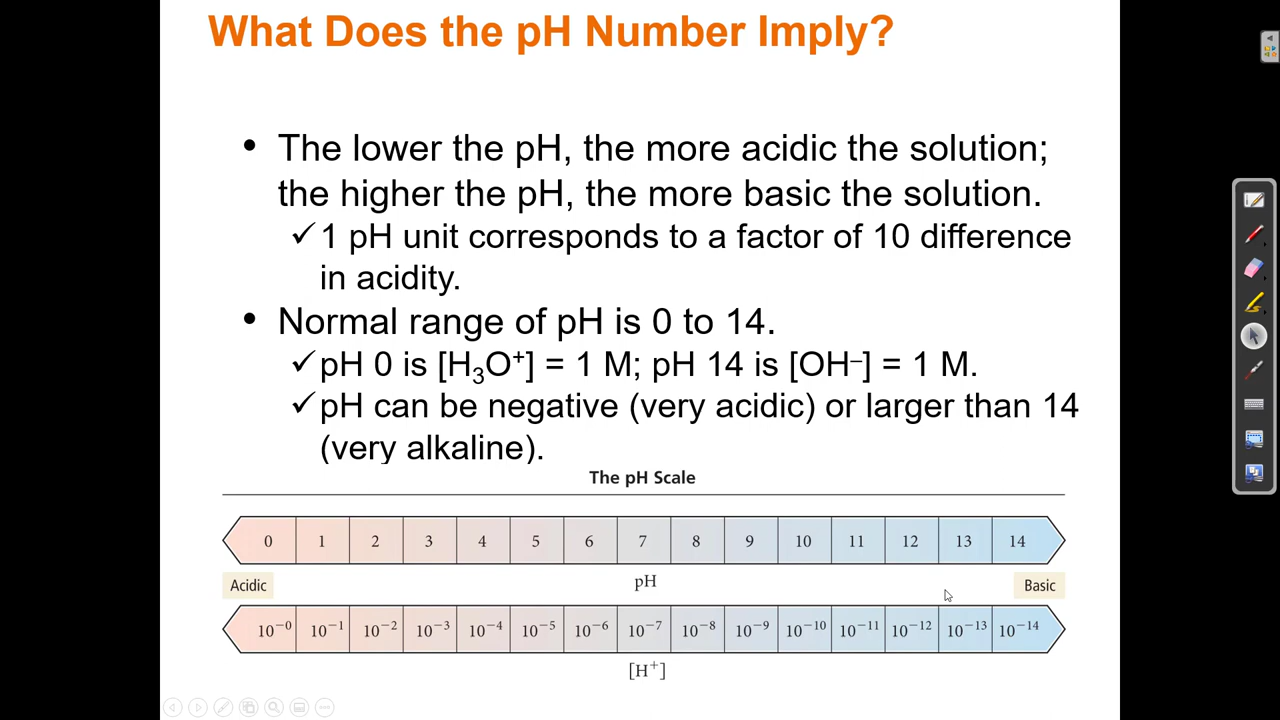 What Does the pH Number Imply?
• The lower the pH, the more acidic the solution;
the higher the pH, the more basic the solution.
✓1 pH unit corresponds to a factor of 10 difference
in acidity.
• Normal range of pH is 0 to 14.
✓pH 0 is [H₃O⁺] = 1 M; pH 14 is [OH⁻] = 1 M.
✓pH can be negative (very acidic) or larger than 14
(very alkaline).
The pH Scale
0 1 2 3 4 5 6 7 8 9 10 11 12 13 14
Acidic pH Basic
10⁻⁰ 10⁻¹ 10⁻² 10⁻³ 10⁻⁴ 10⁻⁵ 10⁻⁶ 10⁻⁷ 10⁻⁸ 10⁻⁹ 10⁻¹⁰ 10⁻¹¹ 10⁻¹² 10⁻¹³ 10⁻¹⁴
[H⁺]